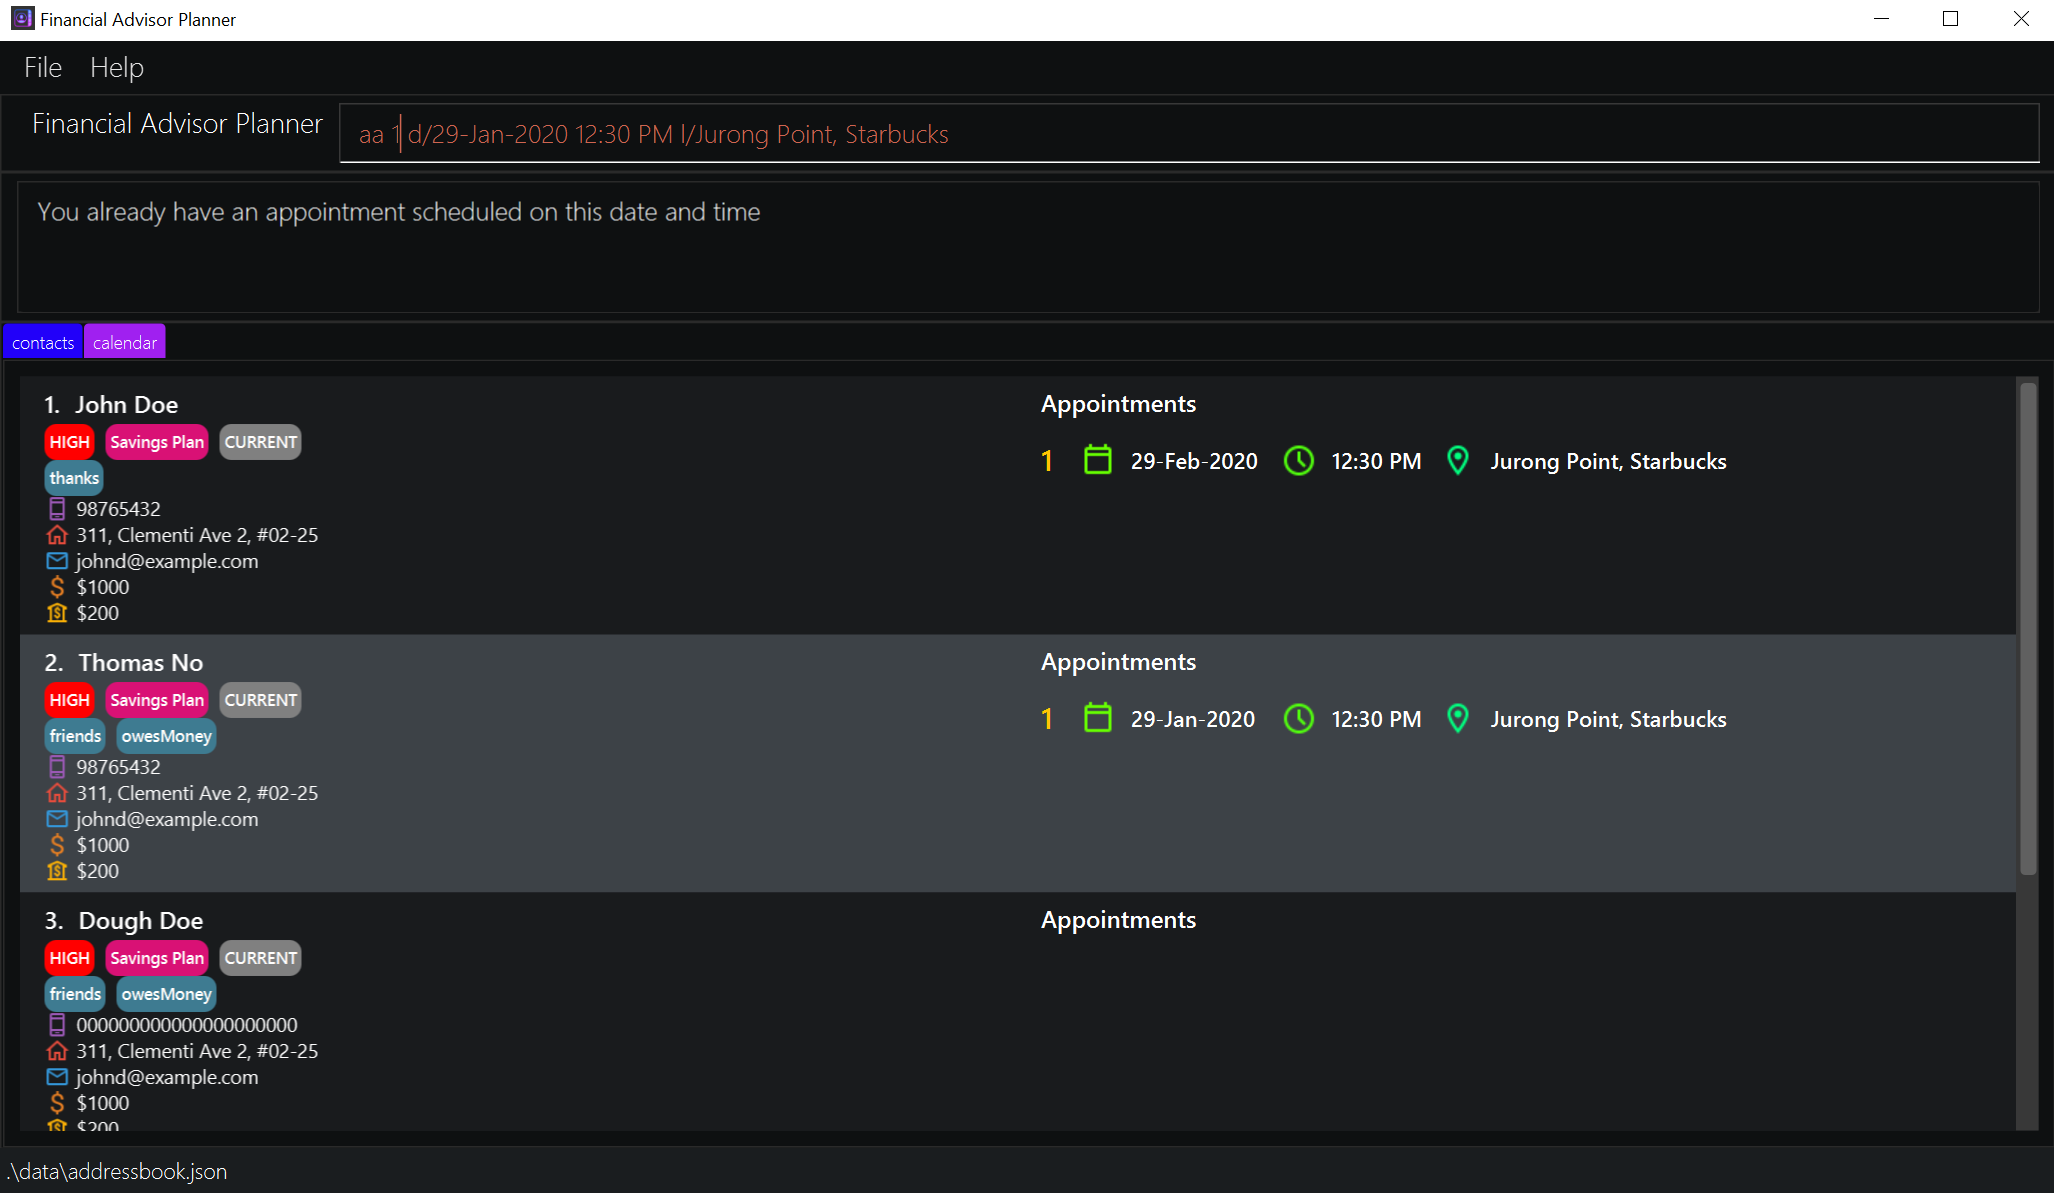 Financial Advisor Planner
File Help
Financial Advisor Planner
aa 1 d/29-Jan-2020 12:30 PM l/Jurong Point, Starbucks
You already have an appointment scheduled on this date and time
contacts calendar
1. John Doe
HIGH Savings Plan CURRENT
thanks
98765432
311, Clementi Ave 2, #02-25
johnd@example.com
$1000
$200
Appointments
1 29-Feb-2020 12:30 PM Jurong Point, Starbucks
2. Thomas No
HIGH Savings Plan CURRENT
friends owesMoney
98765432
311, Clementi Ave 2, #02-25
johnd@example.com
$1000
$200
Appointments
1 29-Jan-2020 12:30 PM Jurong Point, Starbucks
3. Dough Doe
HIGH Savings Plan CURRENT
friends owesMoney
00000000000000000000
311, Clementi Ave 2, #02-25
johnd@example.com
$1000
$200
Appointments
.\data\addressbook.json